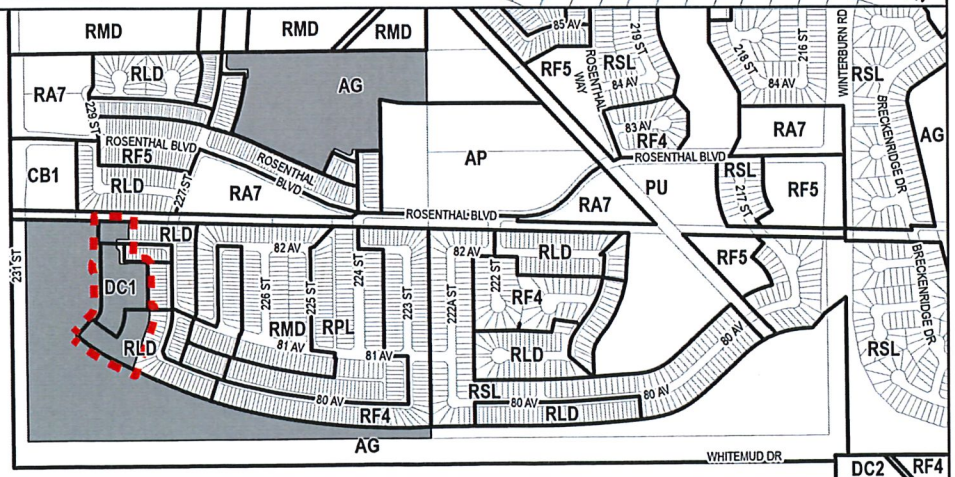 RMD
RMD
RMD
85 AV
219 ST
218 ST
216 ST
WINTERBURN RD
RF5
ROSENTHAL WAY
RSL
84 AV
84 AV
RSL
RLD
RA7
AG
229 ST
83 AV
RF4
RA7
BRECKENRIDGE DR
AG
ROSENTHAL BLVD
RF5
ROSENTHAL BLVD
AP
ROSENTHAL BLVD
CB1
RLD
227 ST
RA7
PU
RSL
217 ST
RF5
RA7
ROSENTHAL BLVD
231 ST
RLD
82 AV
224 ST
82 AV
222 ST
RLD
RF5
BRECKENRIDGE DR
DC1
226 ST
225 ST
223 ST
222A ST
RF4
RMD
RPL
80 AV
RLD
81 AV
81 AV
RLD
RSL
RSL
80 AV
80 AV
80 AV
RF4
RLD
AG
WHITEMUD DR
DC2
RF4